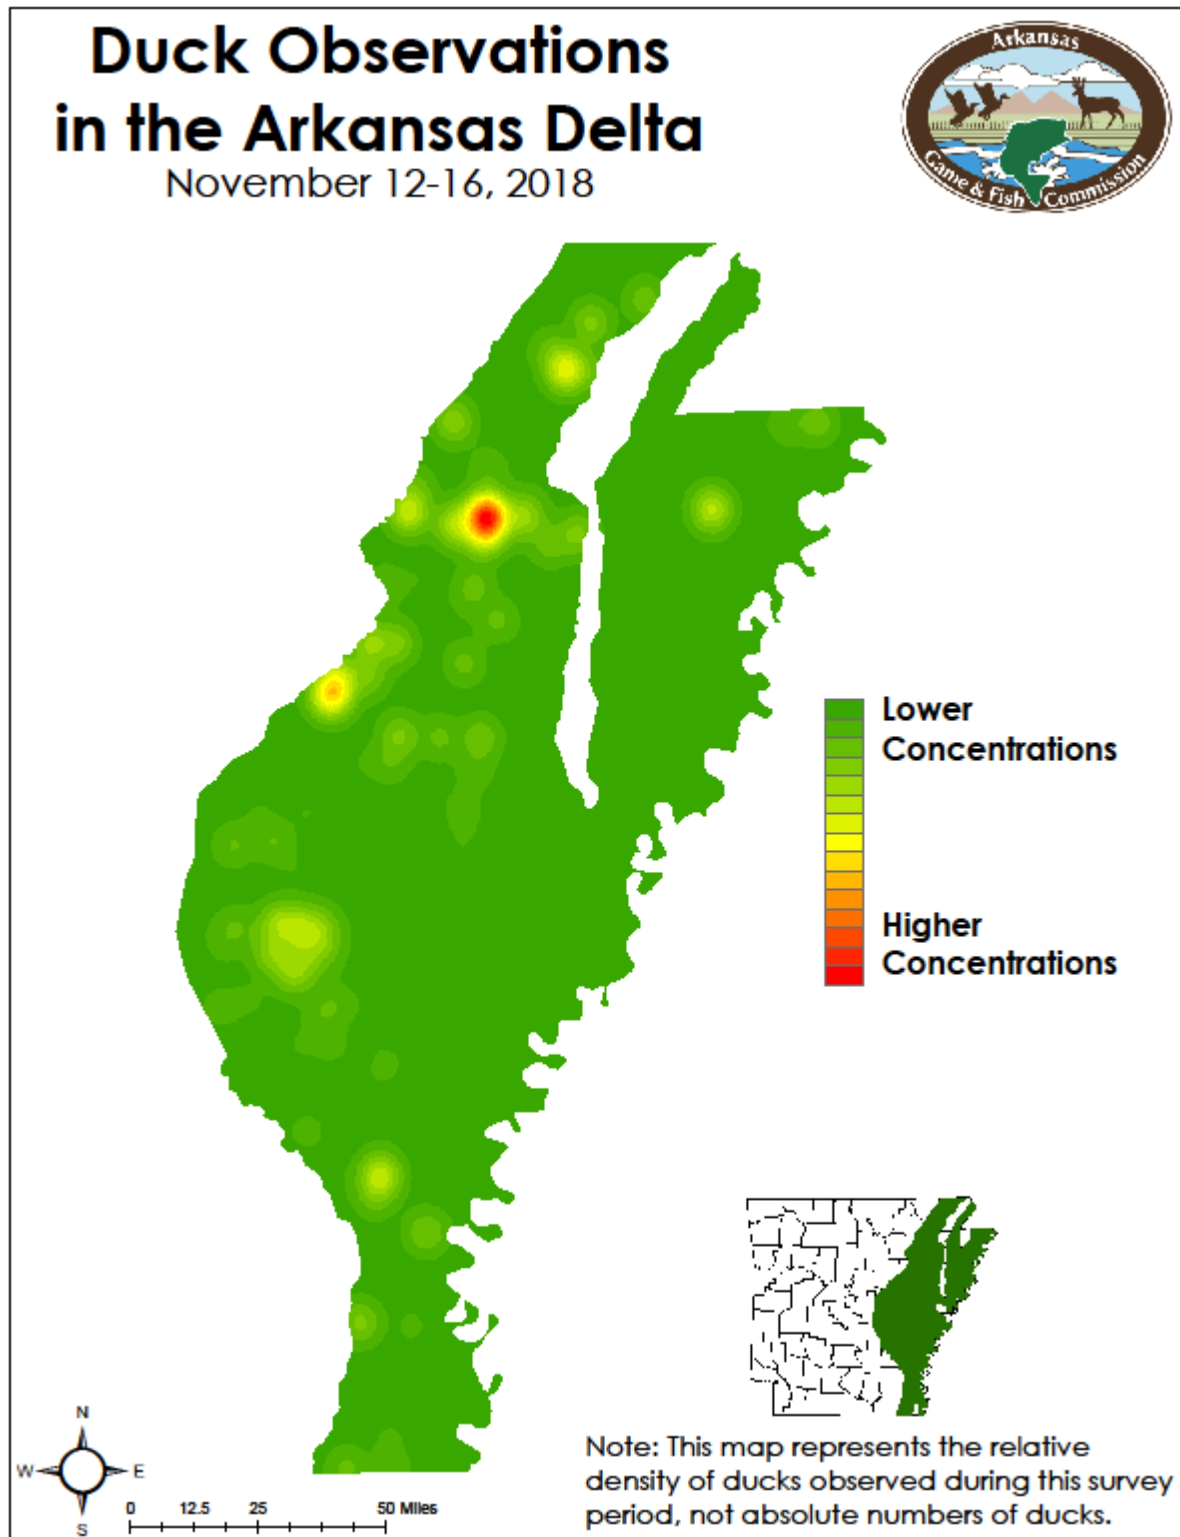 Duck Observations
in the Arkansas Delta
November 12-16, 2018
Arkansas
Game & Fish Commission
Lower
Concentrations
Higher
Concentrations
N
W E
S
0 12.5 25 50 Miles
Note: This map represents the relative
density of ducks observed during this survey
period, not absolute numbers of ducks.